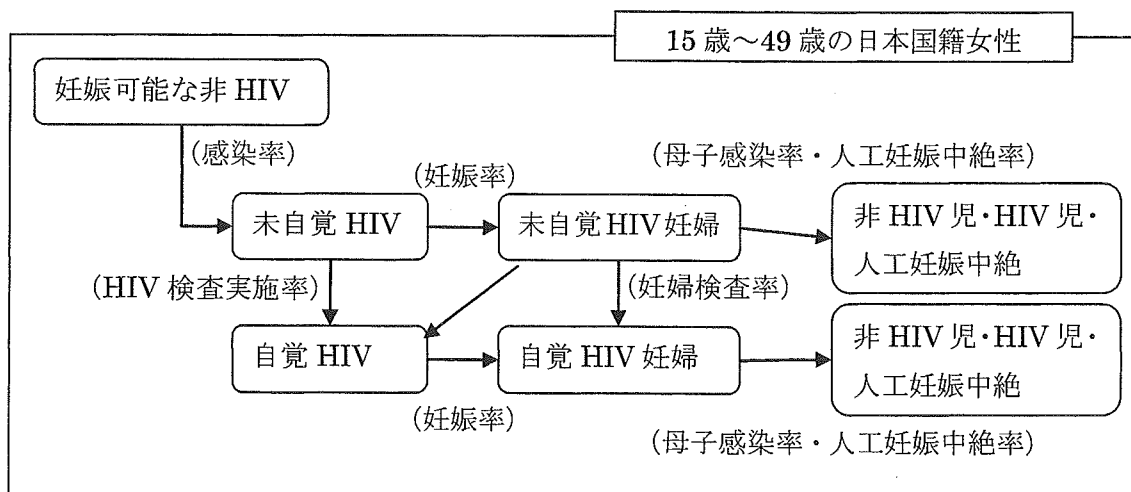 15歳～49歳の日本国籍女性
妊娠可能な非HIV
(感染率)
(妊娠率)
(母子感染率・人工妊娠中絶率)
未自覚HIV
未自覚HIV妊婦
非HIV児・HIV児・
人工妊娠中絶
(HIV検査実施率)
(妊婦検査率)
自覚HIV
自覚HIV妊婦
非HIV児・HIV児・
人工妊娠中絶
(妊娠率)
(母子感染率・人工妊娠中絶率)